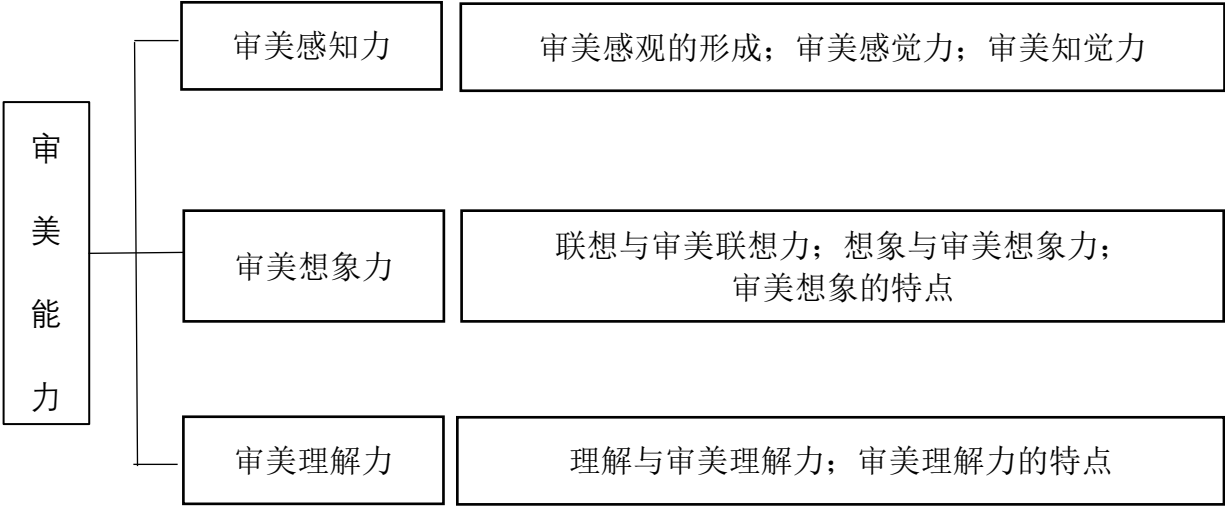 审美感知力
审美感观的形成；审美感觉力；审美知觉力
审美能力
审美想象力
联想与审美联想力；想象与审美想象力；
审美想象的特点
审美理解力
理解与审美理解力；审美理解力的特点